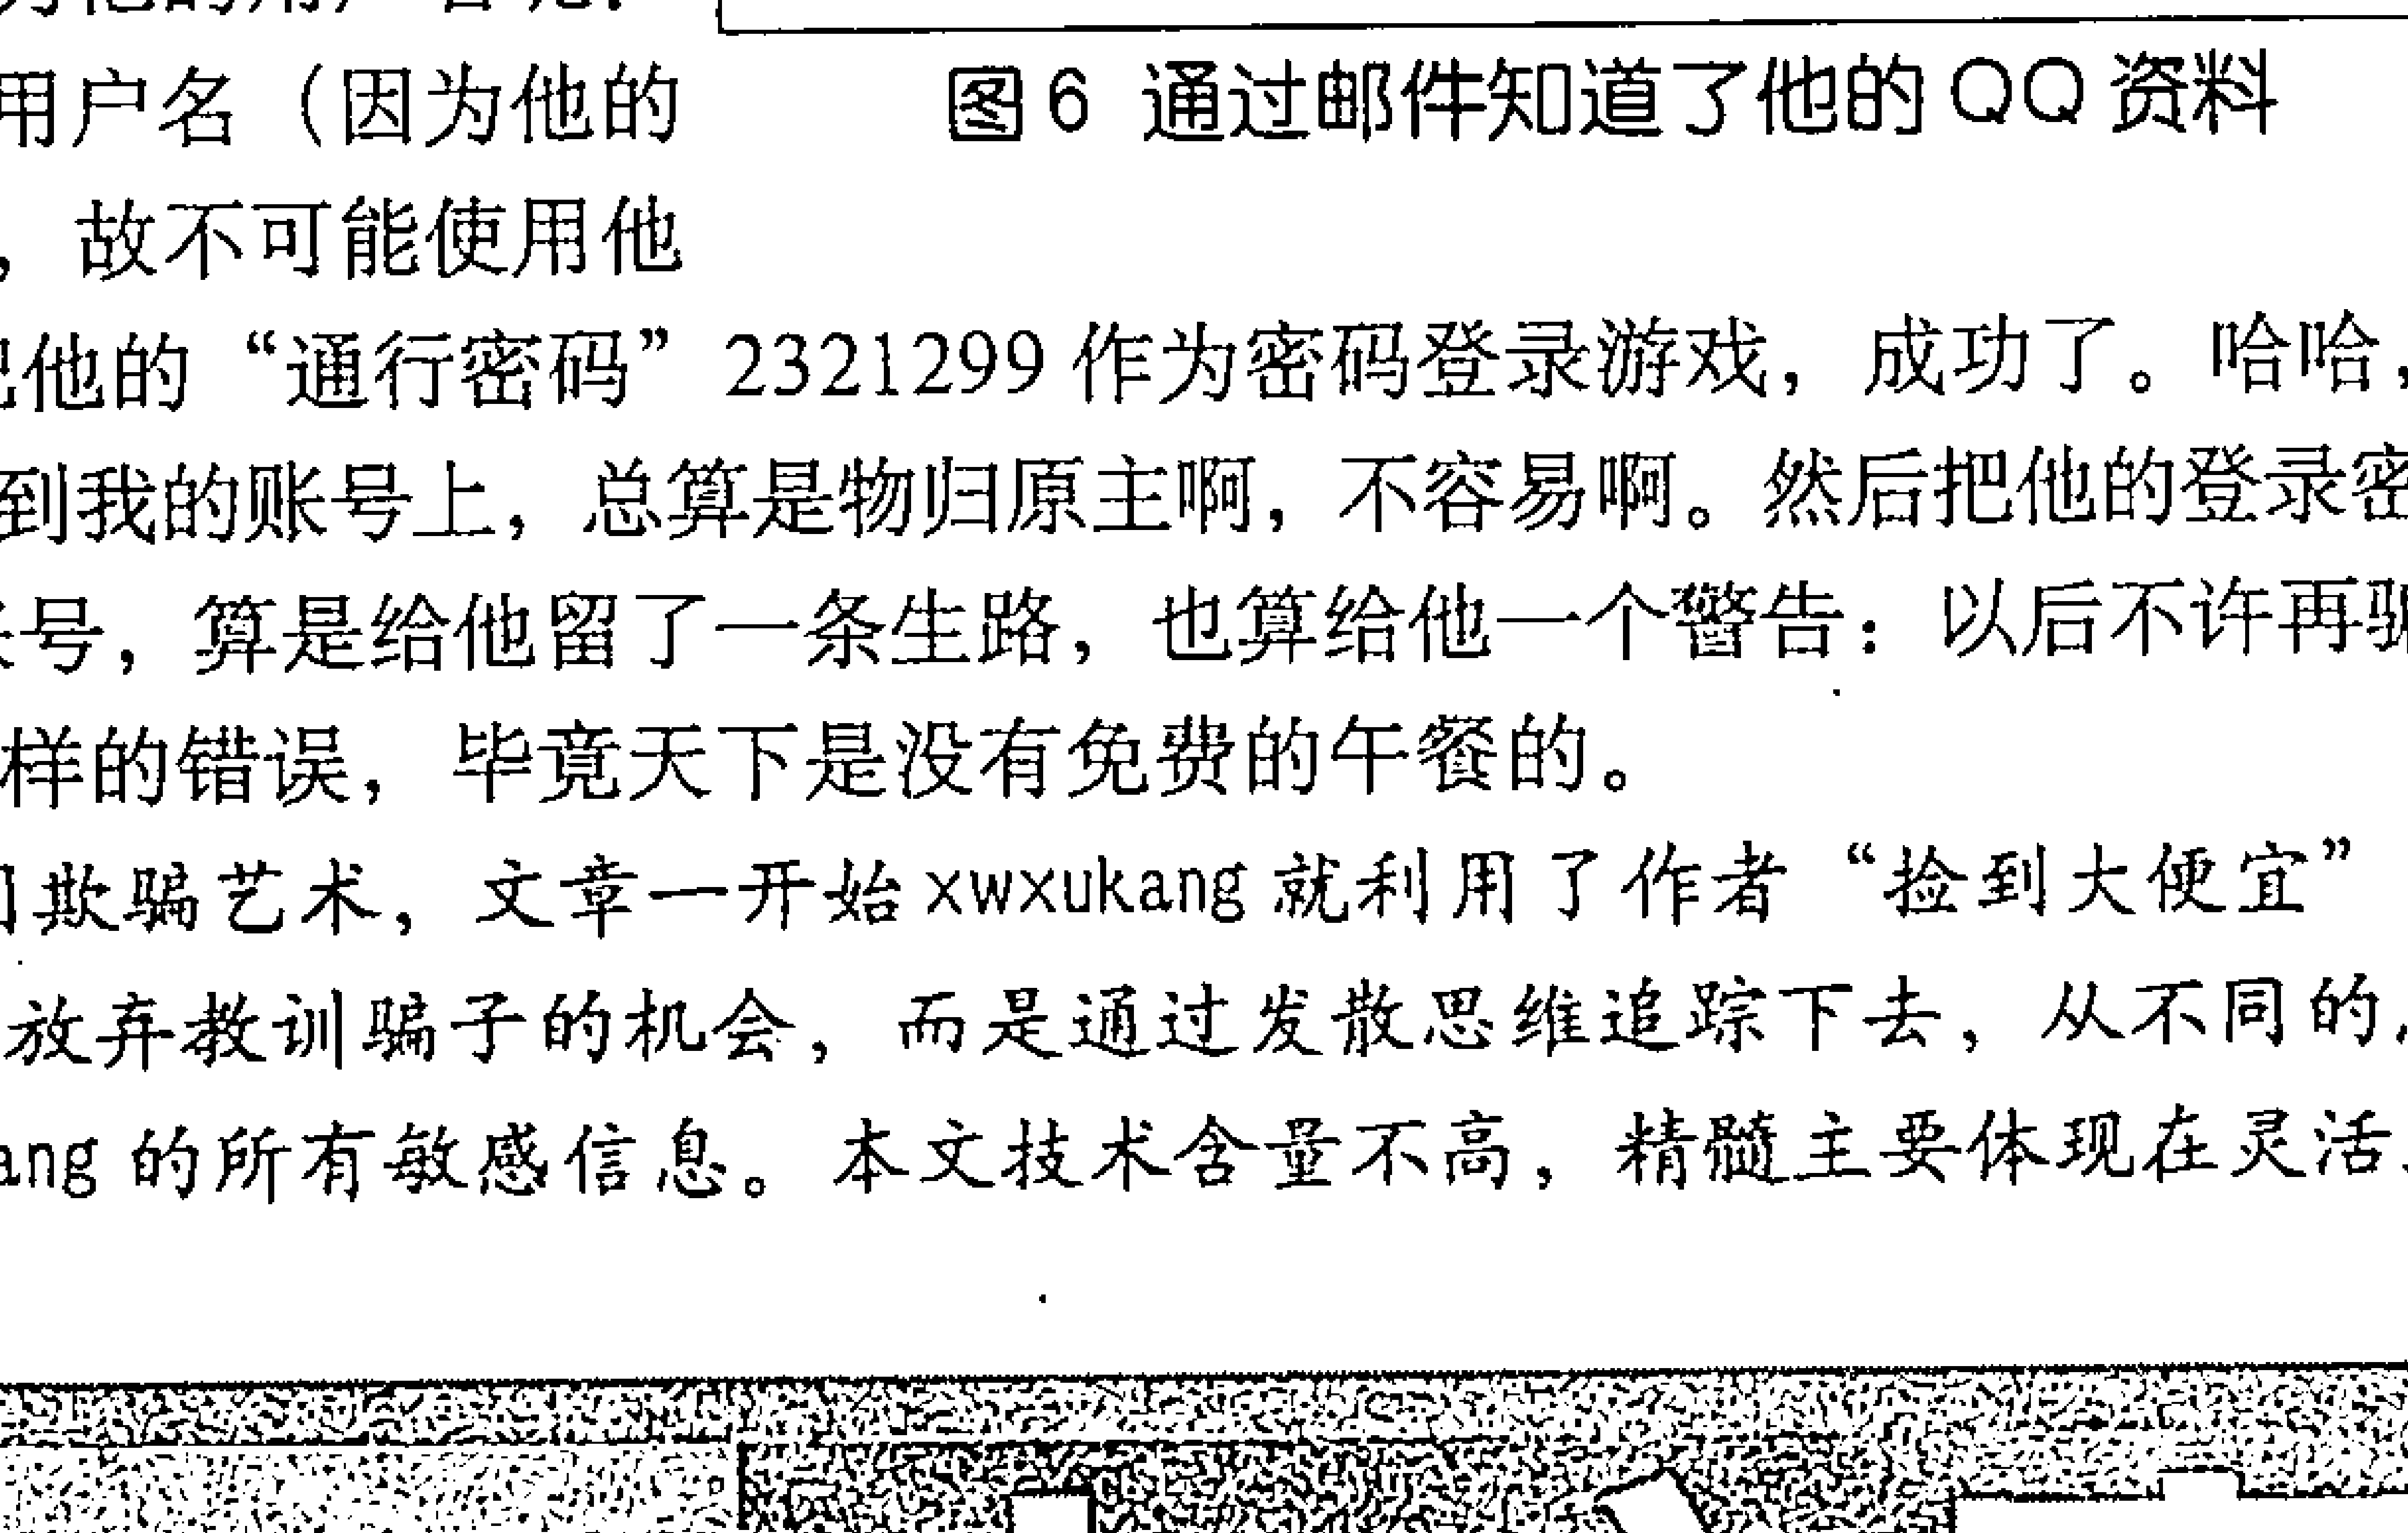 用户名（因为他的
图6 通过邮件知道了他的QQ资料
，故不可能使用他
他的“通行密码”2321299作为密码登录游戏，成功了。哈哈，
到我的账号上，总算是物归原主啊，不容易啊。然后把他的登录密
号，算是给他留了一条生路，也算给他一个警告：以后不许再骗
样的错误，毕竟天下是没有免费的午餐的。
欺骗艺术，文章一开始xwxukang就利用了作者“捡到大便宜”
放弃教训骗子的机会，而是通过发散思维追踪下去，从不同的
ang的所有敏感信息。本文技术含量不高，精髓主要体现在灵活